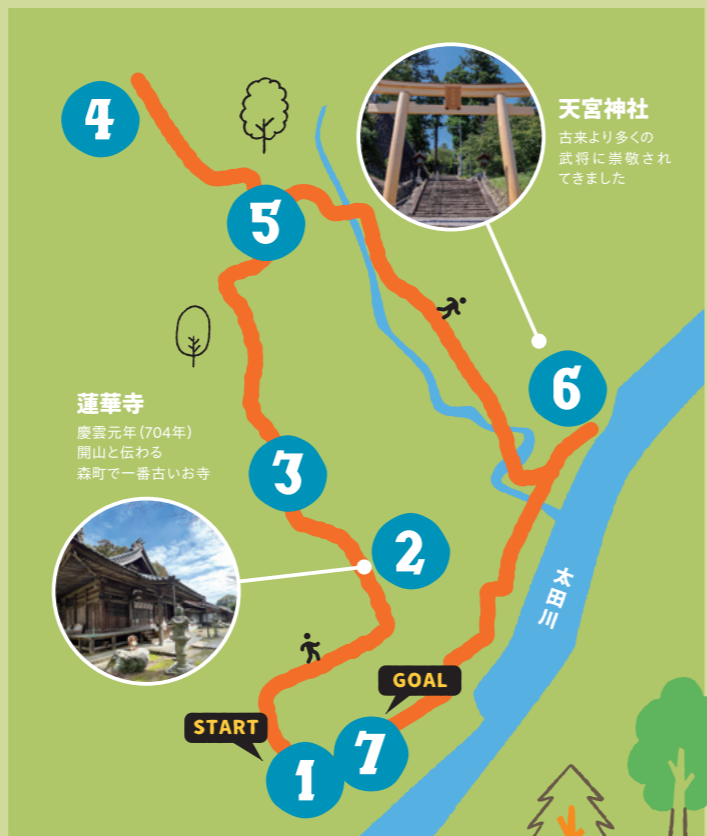 4
天宮神社
古来より多くの
武将に崇敬され
てきました
5
6
蓮華寺
慶雲元年(704年)
開山と伝わる
森町で一番古いお寺
3
2
太田川
GOAL
START
7
1